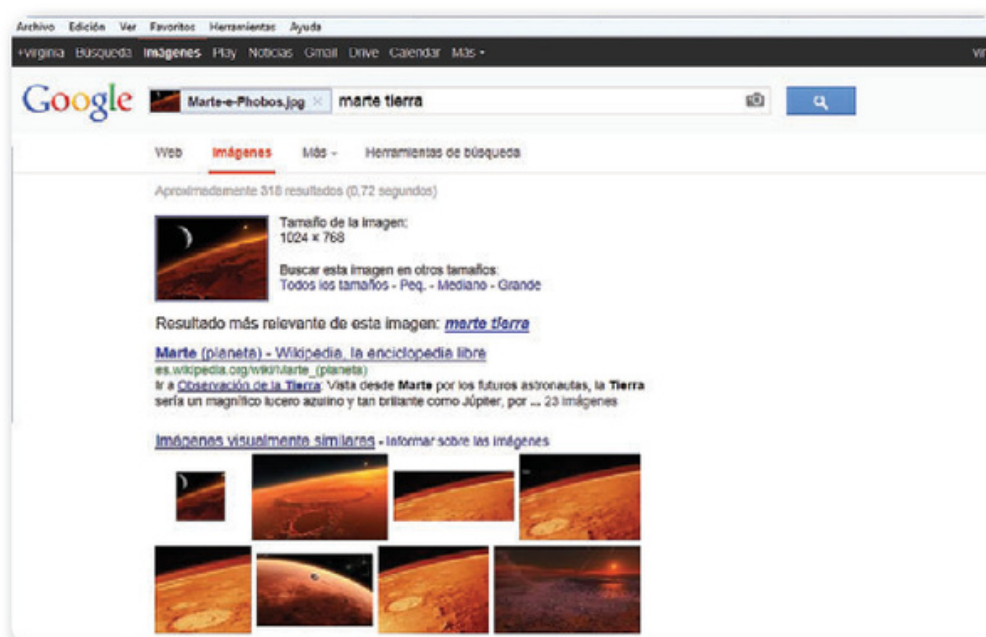 Archivo Edición Ver Favoritos Herramientas Ayuda
+Virginia Búsqueda Imágenes Play Noticias Gmail Drive Calendar Más
Google Marte-e-Phobos.jpg × marte tierra
Web Imágenes Más Herramientas de búsqueda
Aproximadamente 318 resultados (0,72 segundos)
Tamaño de la imagen:
1024 × 768
Buscar esta imagen en otros tamaños:
Todos los tamaños - Peq. - Mediano - Grande
Resultado más relevante de esta imagen: marte tierra
Marte (planeta) - Wikipedia, la enciclopedia libre
es.wikipedia.org/wiki/Marte_(planeta)
Ir a Observación de la Tierra: Vista desde Marte por los futuros astronautas, la Tierra
sería un magnífico lucero azulino y tan brillante como Júpiter, por ... 23 imágenes
Imágenes visualmente similares - Informar sobre las imágenes